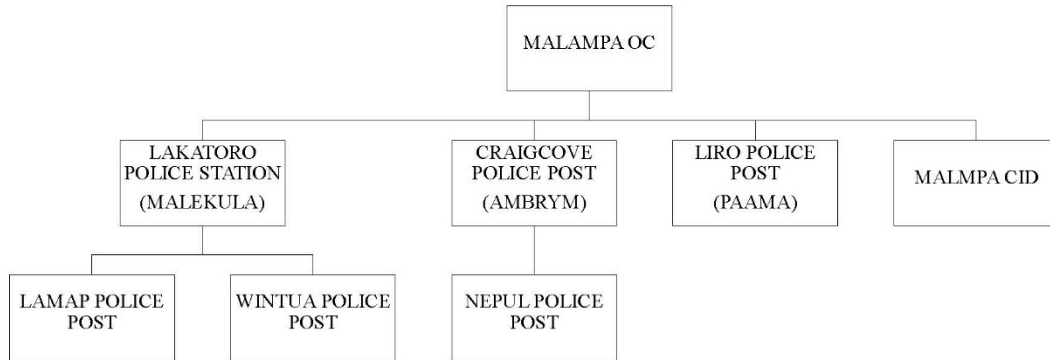 MALAMPA OC
LAKATORO
POLICE STATION
(MALEKULA)
CRAIGCOVE
POLICE POST
(AMBRYM)
LIRO POLICE
POST
(PAAMA)
MALMPA CID
LAMAP POLICE
POST
WINTUA POLICE
POST
NEPUL POLICE
POST